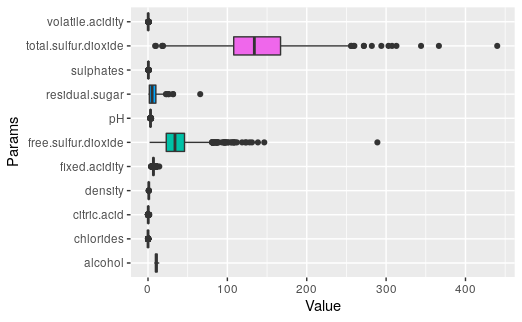 Params
volatile.acidity
total.sulfur.dioxide
sulphates
residual.sugar
pH
free.sulfur.dioxide
fixed.acidity
density
citric.acid
chlorides
alcohol
0 100 200 300 400
Value